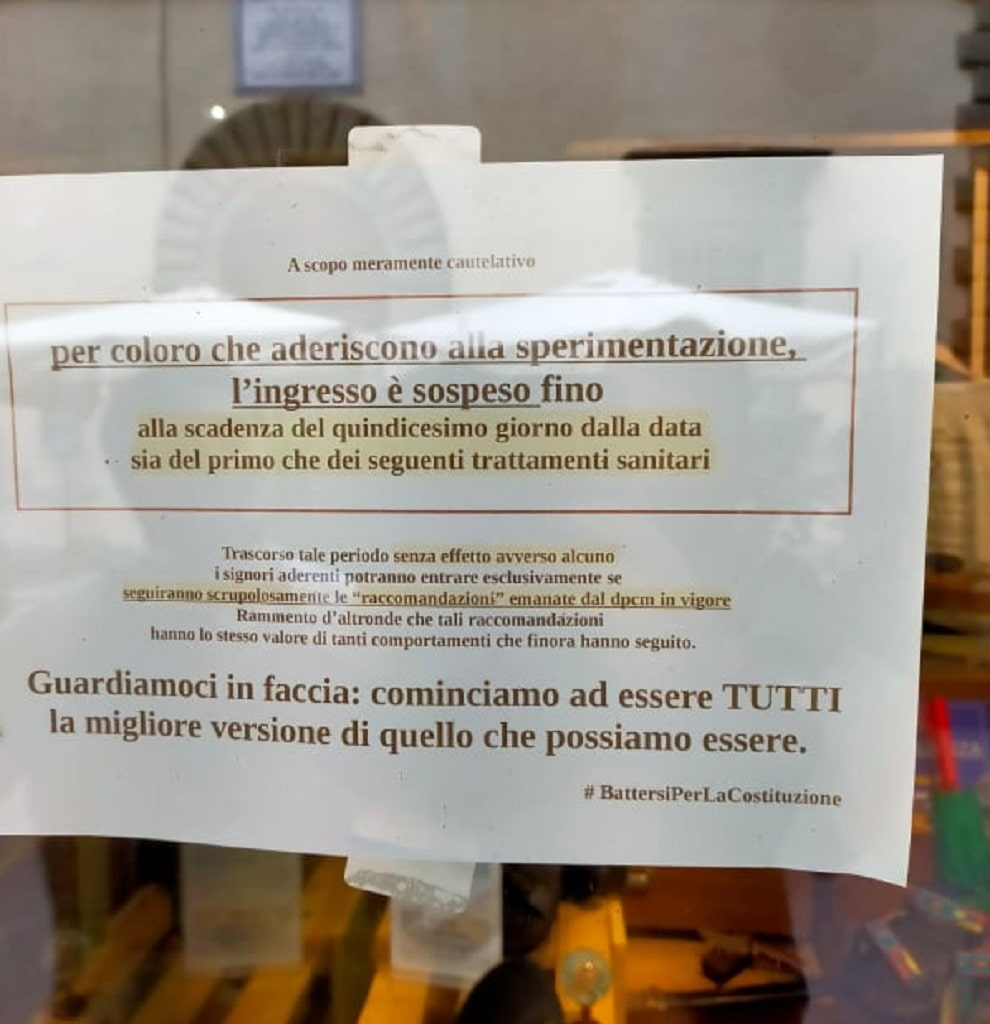 A scopo meramente cautelativo
per coloro che aderiscono alla sperimentazione,
l'ingresso è sospeso fino
alla scadenza del quindicesimo giorno dalla data
sia del primo che dei seguenti trattamenti sanitari
Trascorso tale periodo senza effetto avverso alcuno
i signori aderenti potranno entrare esclusivamente se
seguiranno scrupolosamente le “raccomandazioni” emanate dal dpcm in vigore
Rammento d'altronde che tali raccomandazioni
hanno lo stesso valore di tanti comportamenti che finora hanno seguito.
Guardiamoci in faccia: cominciamo ad essere TUTTI
la migliore versione di quello che possiamo essere.
# BattersiPerLaCostituzione